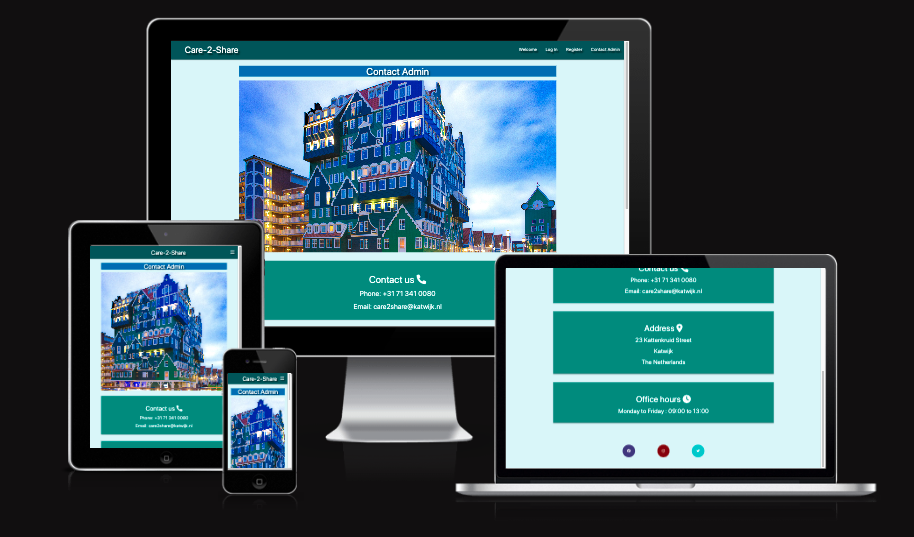 Care-2-Share
Welcome Log In Register Contact Admin
Contact Admin
Contact us
Phone: +31 71 341 0080
Email: care2share@katwijk.nl
Care-2-Share
Contact Admin
Contact us
Phone: +31 71 341 0080
Email: care2share@katwijk.nl
Care-2-Share
Contact Admin
Contact us
Phone: +31 71 341 0080
Email: care2share@katwijk.nl
Address
23 Kattenkruid Street
Katwijk
The Netherlands
Office hours
Monday to Friday : 09:00 to 13:00